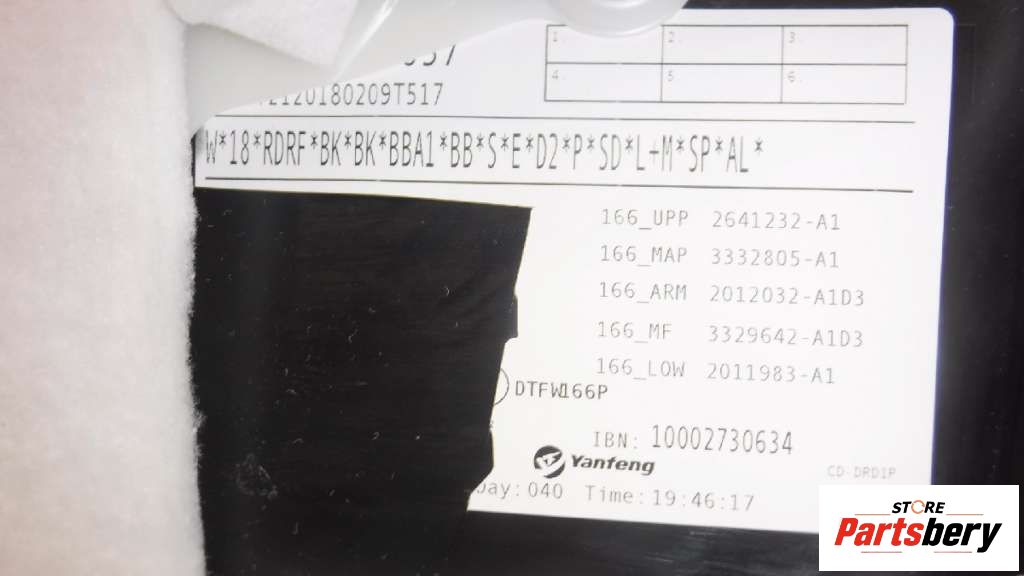 1. 2. 3.
4. 5 6.
20180209T517
W*18*RDRF*BK*BK*BBA1*BB*S*E*D2*P*SD*L+M*SP*AL*
166_UPP 2641232-A1
166_MAP 3332805-A1
166_ARM 2012032-A1D3
166_MF 3329642-A1D3
166_LOW 2011983-A1
DTFW166P
IBN: 10002730634
Yanfeng
CD-DRD1P
Day:040 Time:19:46:17
STORE
Partsbery